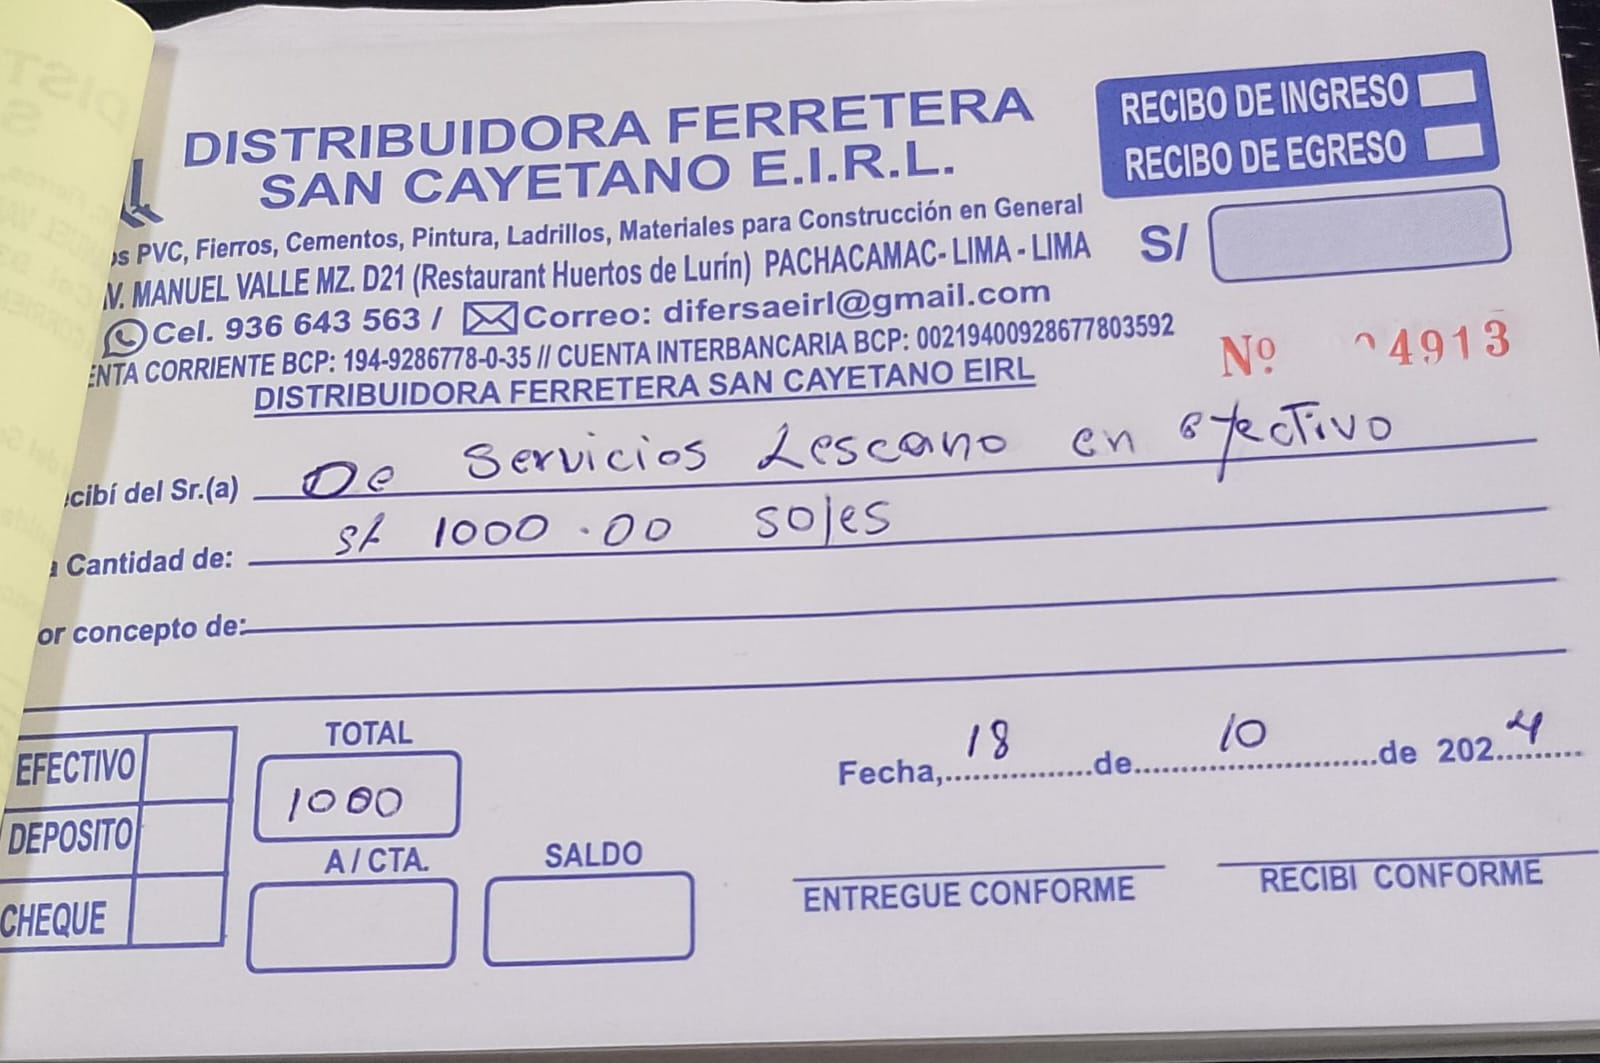 DISTRIBUIDORA FERRETERA
SAN CAYETANO E.I.R.L.
RECIBO DE INGRESO
RECIBO DE EGRESO
PVC, Fierros, Cementos, Pintura, Ladrillos, Materiales para Construcción en General
V. MANUEL VALLE MZ. D21 (Restaurant Huertos de Lurín) PACHACAMAC- LIMA - LIMA
S/
Cel. 936 643 563 / Correo: difersaeirl@gmail.com
ENTA CORRIENTE BCP: 194-9286778-0-35 // CUENTA INTERBANCARIA BCP: 00219400928677803592
DISTRIBUIDORA FERRETERA SAN CAYETANO EIRL
Nº 4913
cibí del Sr.(a) De Servicios Lescano en efectivo
a Cantidad de: S/ 1000.00 soles
or concepto de:
EFECTIVO
DEPOSITO
CHEQUE
TOTAL
1000
A / CTA.
SALDO
Fecha, 18 de 10 de 2024
ENTREGUE CONFORME
RECIBI CONFORME